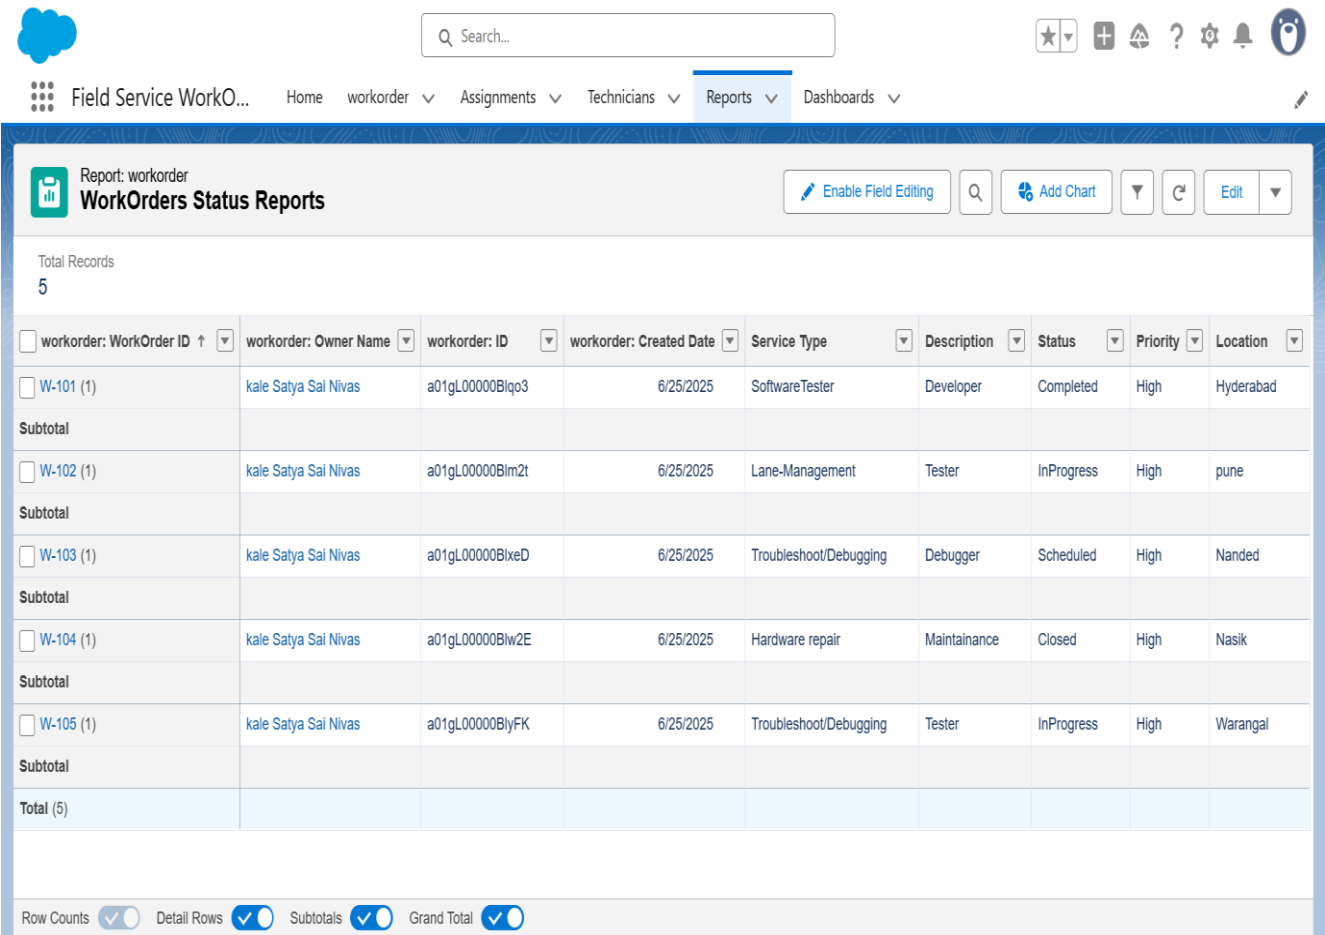 Search...
Field Service WorkO... Home workorder Assignments Technicians Reports Dashboards
Report: workorder
WorkOrders Status Reports
Enable Field Editing Add Chart Edit
Total Records
5
workorder: WorkOrder ID ↑ workorder: Owner Name workorder: ID workorder: Created Date Service Type Description Status Priority Location
W-101 (1) kale Satya Sai Nivas a01gL00000Blqo3 6/25/2025 SoftwareTester Developer Completed High Hyderabad
Subtotal
W-102 (1) kale Satya Sai Nivas a01gL00000Blm2t 6/25/2025 Lane-Management Tester InProgress High pune
Subtotal
W-103 (1) kale Satya Sai Nivas a01gL00000BlxeD 6/25/2025 Troubleshoot/Debugging Debugger Scheduled High Nanded
Subtotal
W-104 (1) kale Satya Sai Nivas a01gL00000Blw2E 6/25/2025 Hardware repair Maintainance Closed High Nasik
Subtotal
W-105 (1) kale Satya Sai Nivas a01gL00000BlyFK 6/25/2025 Troubleshoot/Debugging Tester InProgress High Warangal
Subtotal
Total (5)
Row Counts Detail Rows Subtotals Grand Total